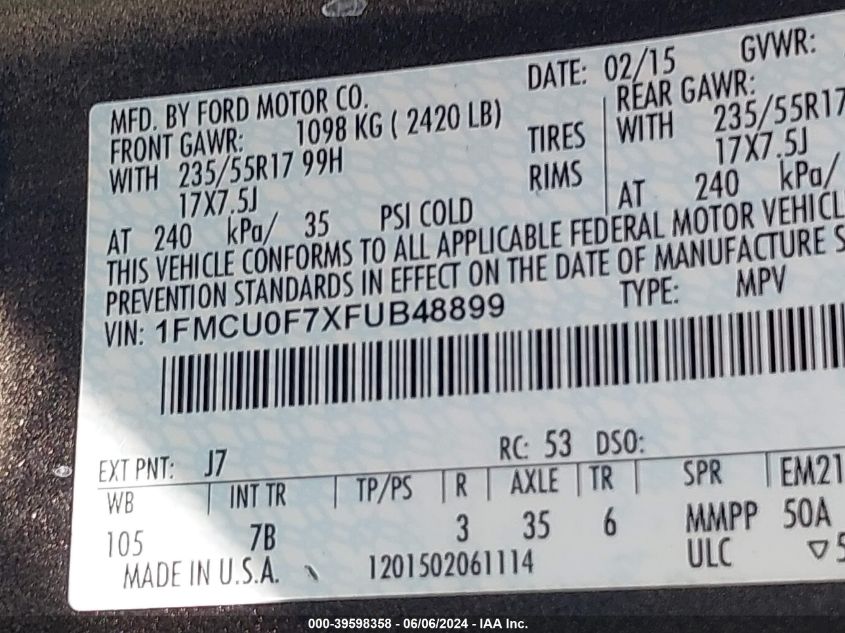 MFD. BY FORD MOTOR CO. DATE: 02/15 GVWR:
FRONT GAWR: 1098 KG ( 2420 LB) REAR GAWR:
WITH 235/55R17 99H TIRES WITH 235/55R17
17X7.5J RIMS 17X7.5J
AT 240 kPa/ 35 PSI COLD AT 240 kPa/
THIS VEHICLE CONFORMS TO ALL APPLICABLE FEDERAL MOTOR VEHICL
PREVENTION STANDARDS IN EFFECT ON THE DATE OF MANUFACTURE S
VIN: 1FMCU0F7XFUB48899 TYPE: MPV
EXT PNT: J7 RC: 53 DSO:
WB INT TR TP/PS R AXLE TR SPR EM21
105 7B 3 35 6 MMPP 50A
MADE IN U.S.A. 1201502061114 ULC ▽5
000-39598358 - 06/06/2024 - IAA Inc.